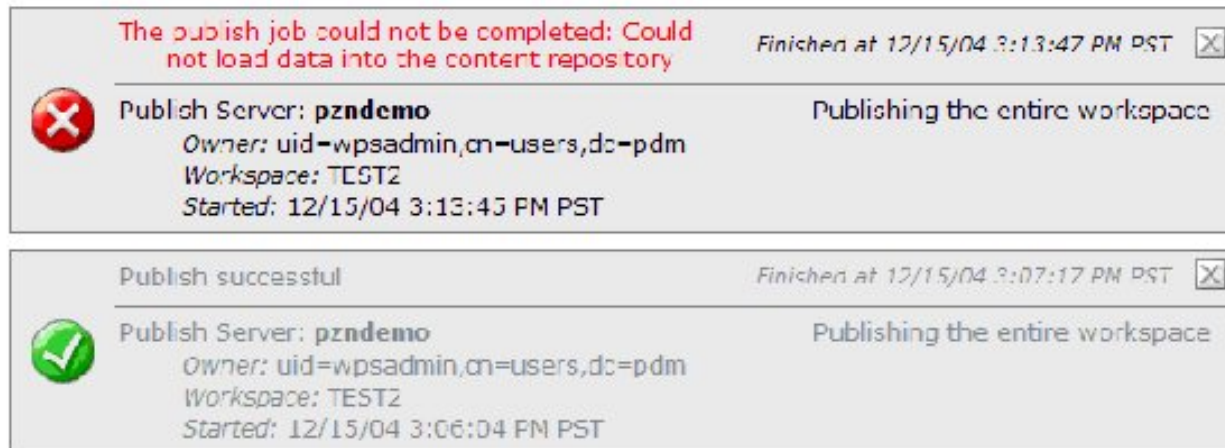 The publish job could not be completed: Could
not load data into the content repository
Finished at 12/15/04 3:13:47 PM PST
Publish Server: pzndemo
Publishing the entire workspace
Owner: uid=wpsadmin,cn=users,dc=pdm
Workspace: TEST2
Started: 12/15/04 3:13:45 PM PST
Publish successful
Finished at 12/15/04 3:07:17 PM PST
Publish Server: pzndemo
Publishing the entire workspace
Owner: uid=wpsadmin,cn=users,dc=pdm
Workspace: TEST2
Started: 12/15/04 3:06:04 PM PST